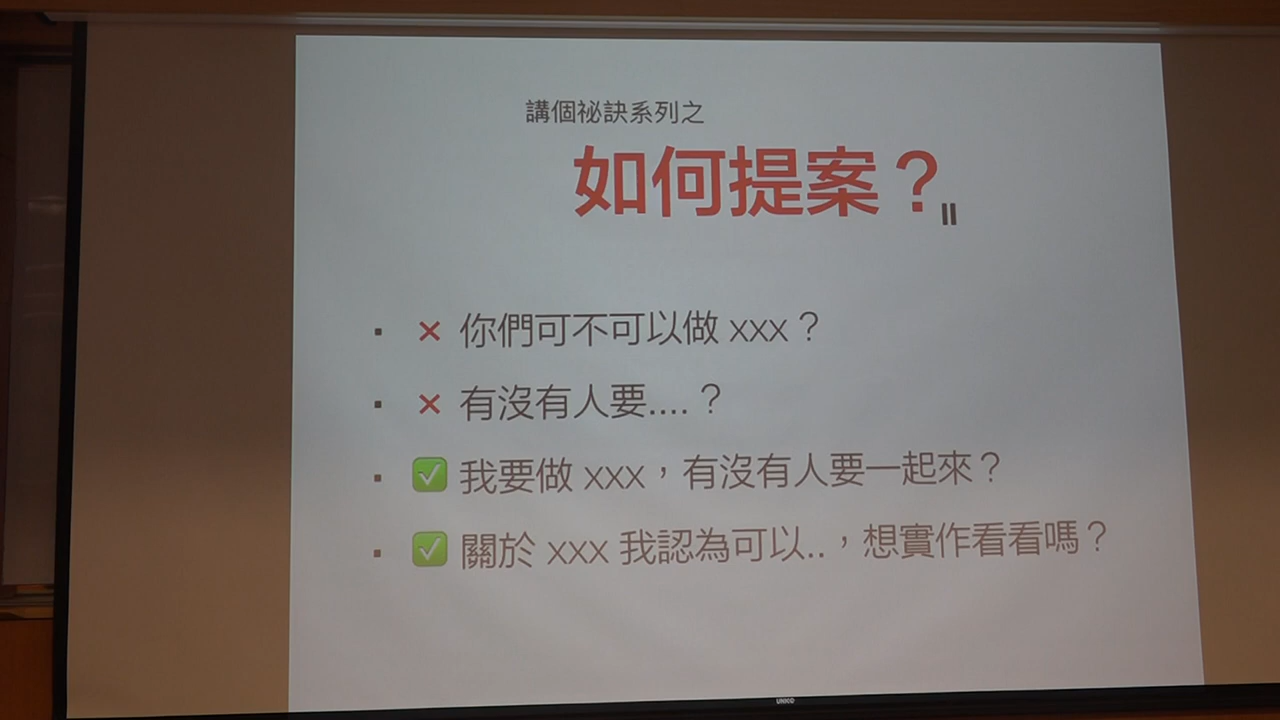 講個祕訣系列之
如何提案？II
✕ 你們可不可以做 xxx？
✕ 有沒有人要....？
✅ 我要做 xxx，有沒有人要一起來？
✅ 關於 xxx 我認為可以..，想實作看看嗎？